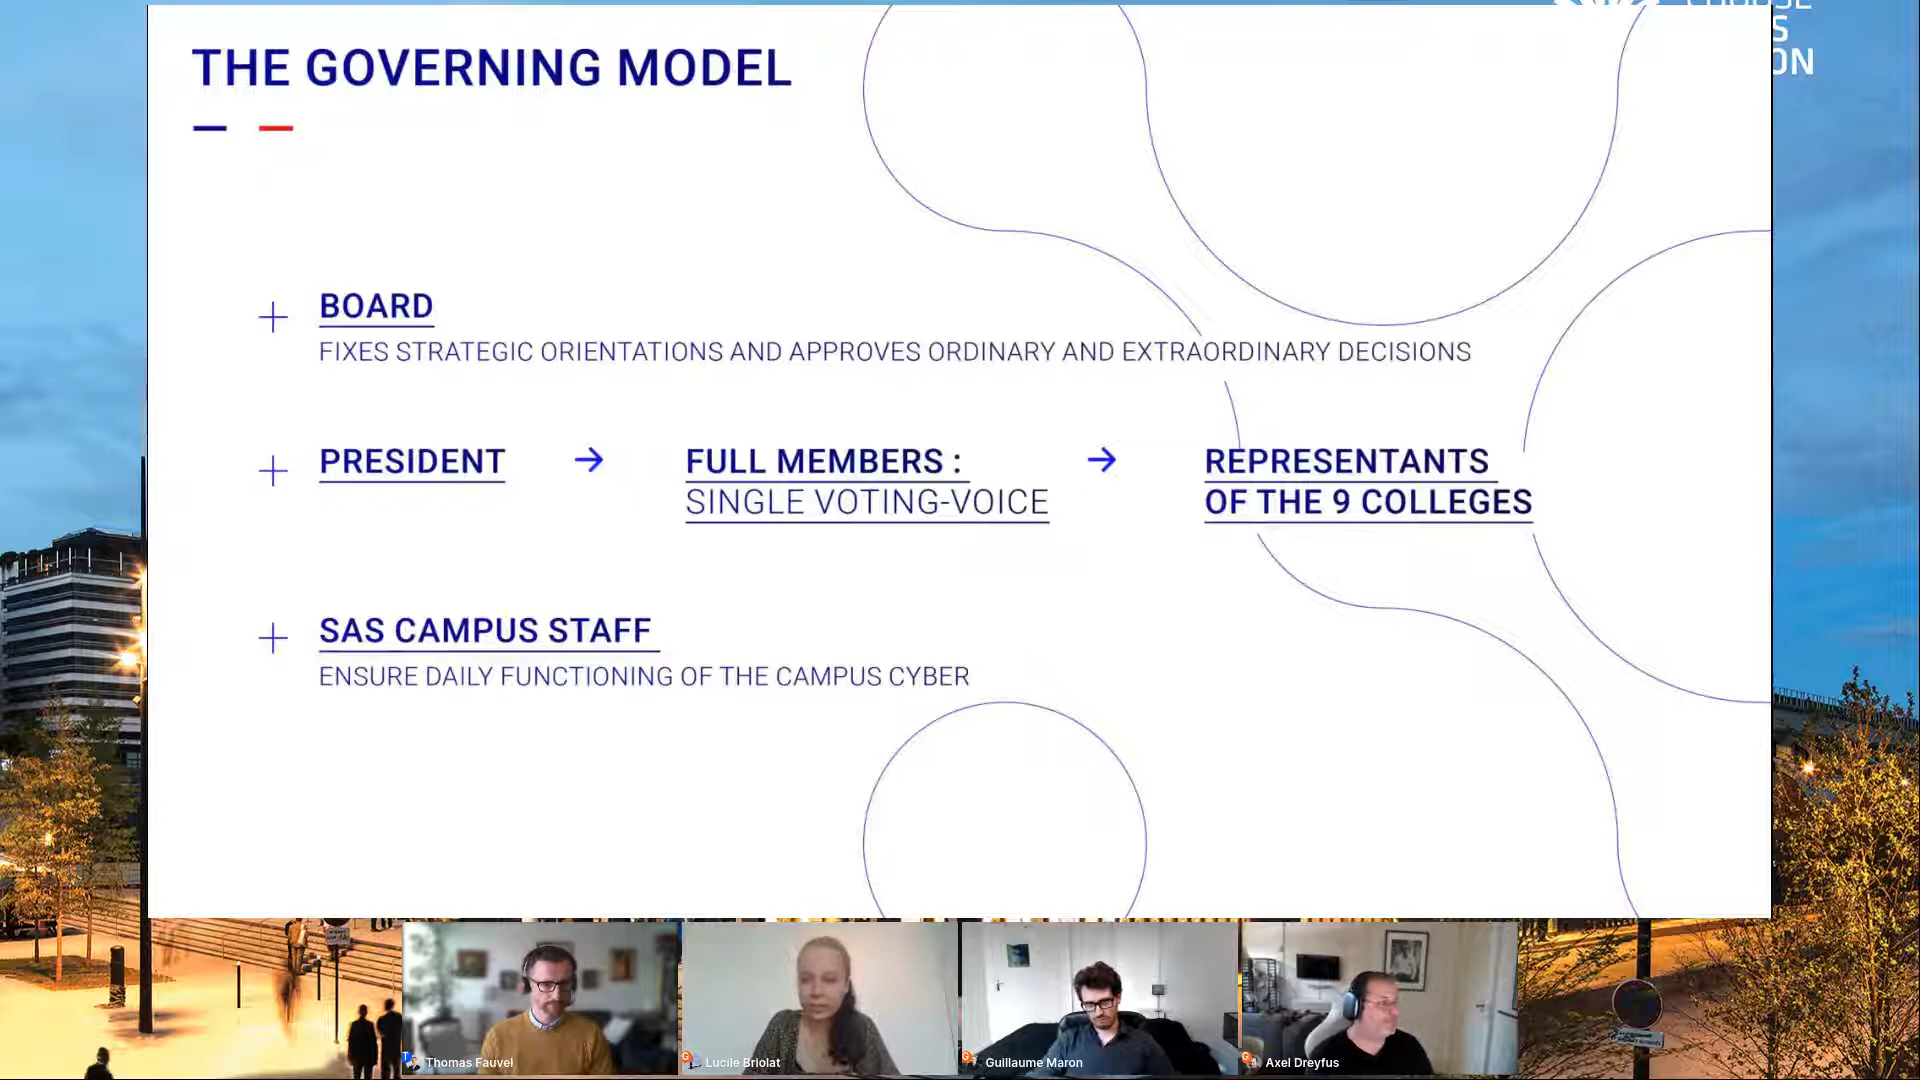 THE GOVERNING MODEL
BOARD
FIXES STRATEGIC ORIENTATIONS AND APPROVES ORDINARY AND EXTRAORDINARY DECISIONS
PRESIDENT → FULL MEMBERS : → REPRESENTANTS
SINGLE VOTING-VOICE OF THE 9 COLLEGES
SAS CAMPUS STAFF
ENSURE DAILY FUNCTIONING OF THE CAMPUS CYBER
Thomas Fauvel
Lucile Briolat
Guillaume Maron
Axel Dreyfus